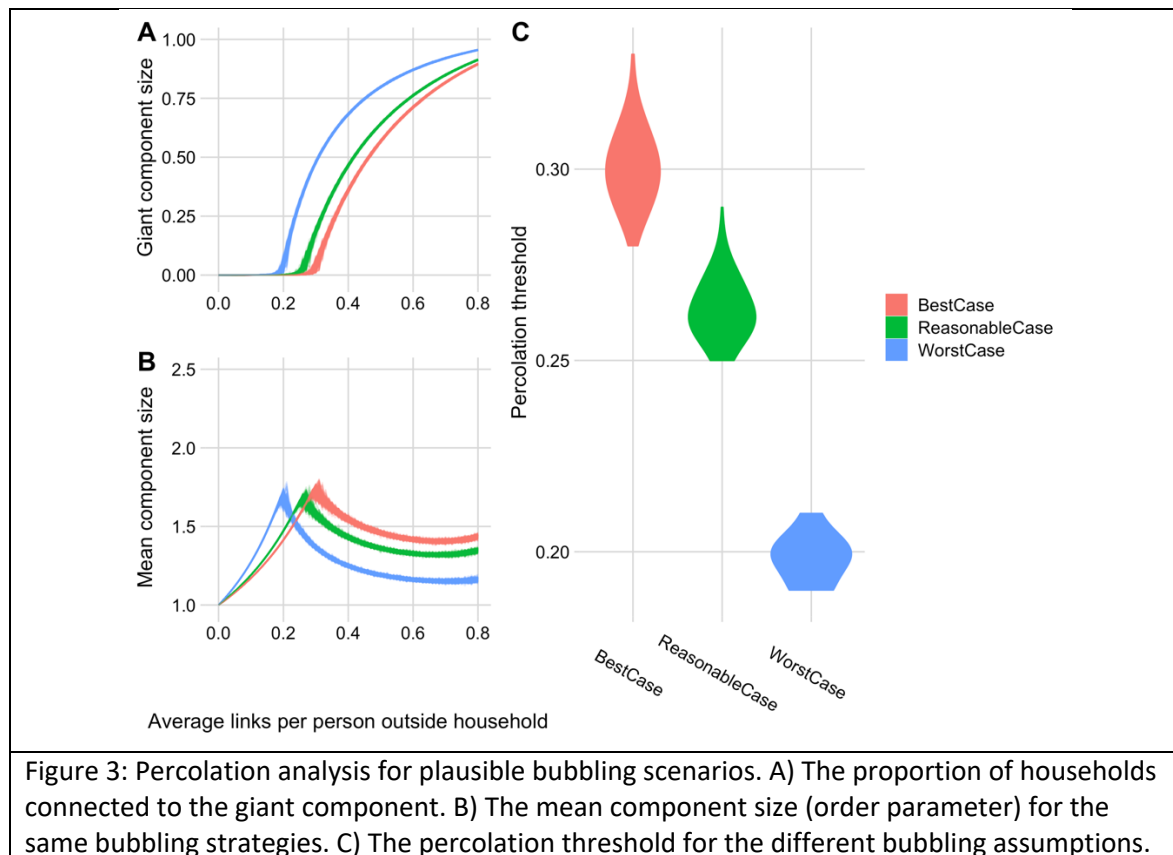 A
1.00
0.75
0.50
0.25
0.00
Giant component size
0.0 0.2 0.4 0.6 0.8
B
2.5
2.0
1.5
1.0
Mean component size
0.0 0.2 0.4 0.6 0.8
Average links per person outside household
C
0.30
0.25
0.20
Percolation threshold
BestCase
ReasonableCase
WorstCase
BestCase
ReasonableCase
WorstCase
Figure 3: Percolation analysis for plausible bubbling scenarios. A) The proportion of households
connected to the giant component. B) The mean component size (order parameter) for the
same bubbling strategies. C) The percolation threshold for the different bubbling assumptions.